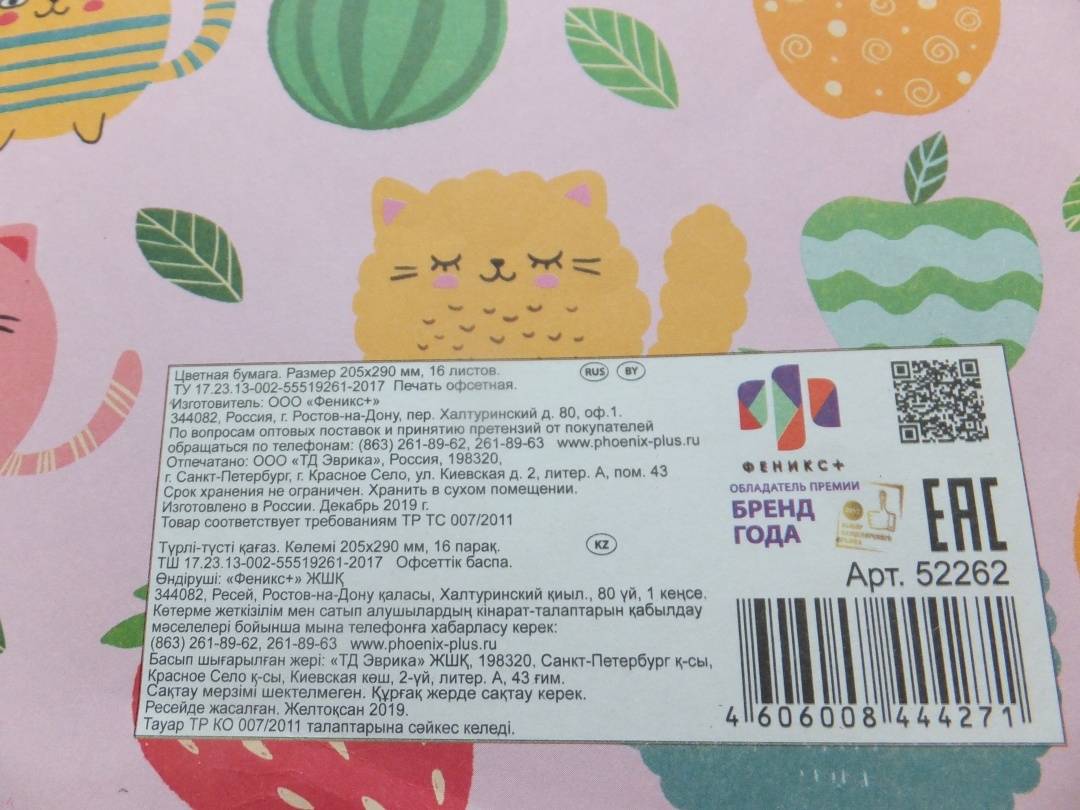 Цветная бумага. Размер 205х290 мм, 16 листов.
RUS BY
ТУ 17.23.13-002-55519261-2017 Печать офсетная.
Изготовитель: ООО «Феникс+»
344082, Россия, г. Ростов-на-Дону, пер. Халтуринский д. 80, оф.1.
По вопросам оптовых поставок и принятию претензий от покупателей
обращаться по телефонам: (863) 261-89-62, 261-89-63 www.phoenix-plus.ru
Отпечатано: ООО «ТД Эврика», Россия, 198320,
г. Санкт-Петербург, г. Красное Село, ул. Киевская д. 2, литер. А, пом. 43
Срок хранения не ограничен. Хранить в сухом помещении.
Изготовлено в России. Декабрь 2019 г.
Товар соответствует требованиям ТР ТС 007/2011
KZ
Түрлі-түсті қағаз. Көлемі 205х290 мм, 16 парақ.
ТШ 17.23.13-002-55519261-2017 Офсеттік баспа.
Өндіруші: «Феникс+» ЖШҚ
344082, Ресей, Ростов-на-Дону қаласы, Халтуринский қиыл., 80 үй, 1 кеңсе.
Көтерме жеткізілім мен сатып алушылардың кінарат-талаптарын қабылдау
мәселелері бойынша мына телефонға хабарласу керек:
(863) 261-89-62, 261-89-63 www.phoenix-plus.ru
Басып шығарылған жері: «ТД Эврика» ЖШҚ, 198320, Санкт-Петербург қ-сы,
Красное Село қ-сы, Киевская көш, 2-үй, литер. А, 43 ғим.
Сақтау мерзімі шектелмеген. Құрғақ жерде сақтау керек.
Ресейде жасалған. Желтоқсан 2019.
Тауар ТР КО 007/2011 талаптарына сәйкес келеді.
ФЕНИКС+
ОБЛАДАТЕЛЬ ПРЕМИИ
БРЕНД
ГОДА
EAC
Арт. 52262
4 606008 444271